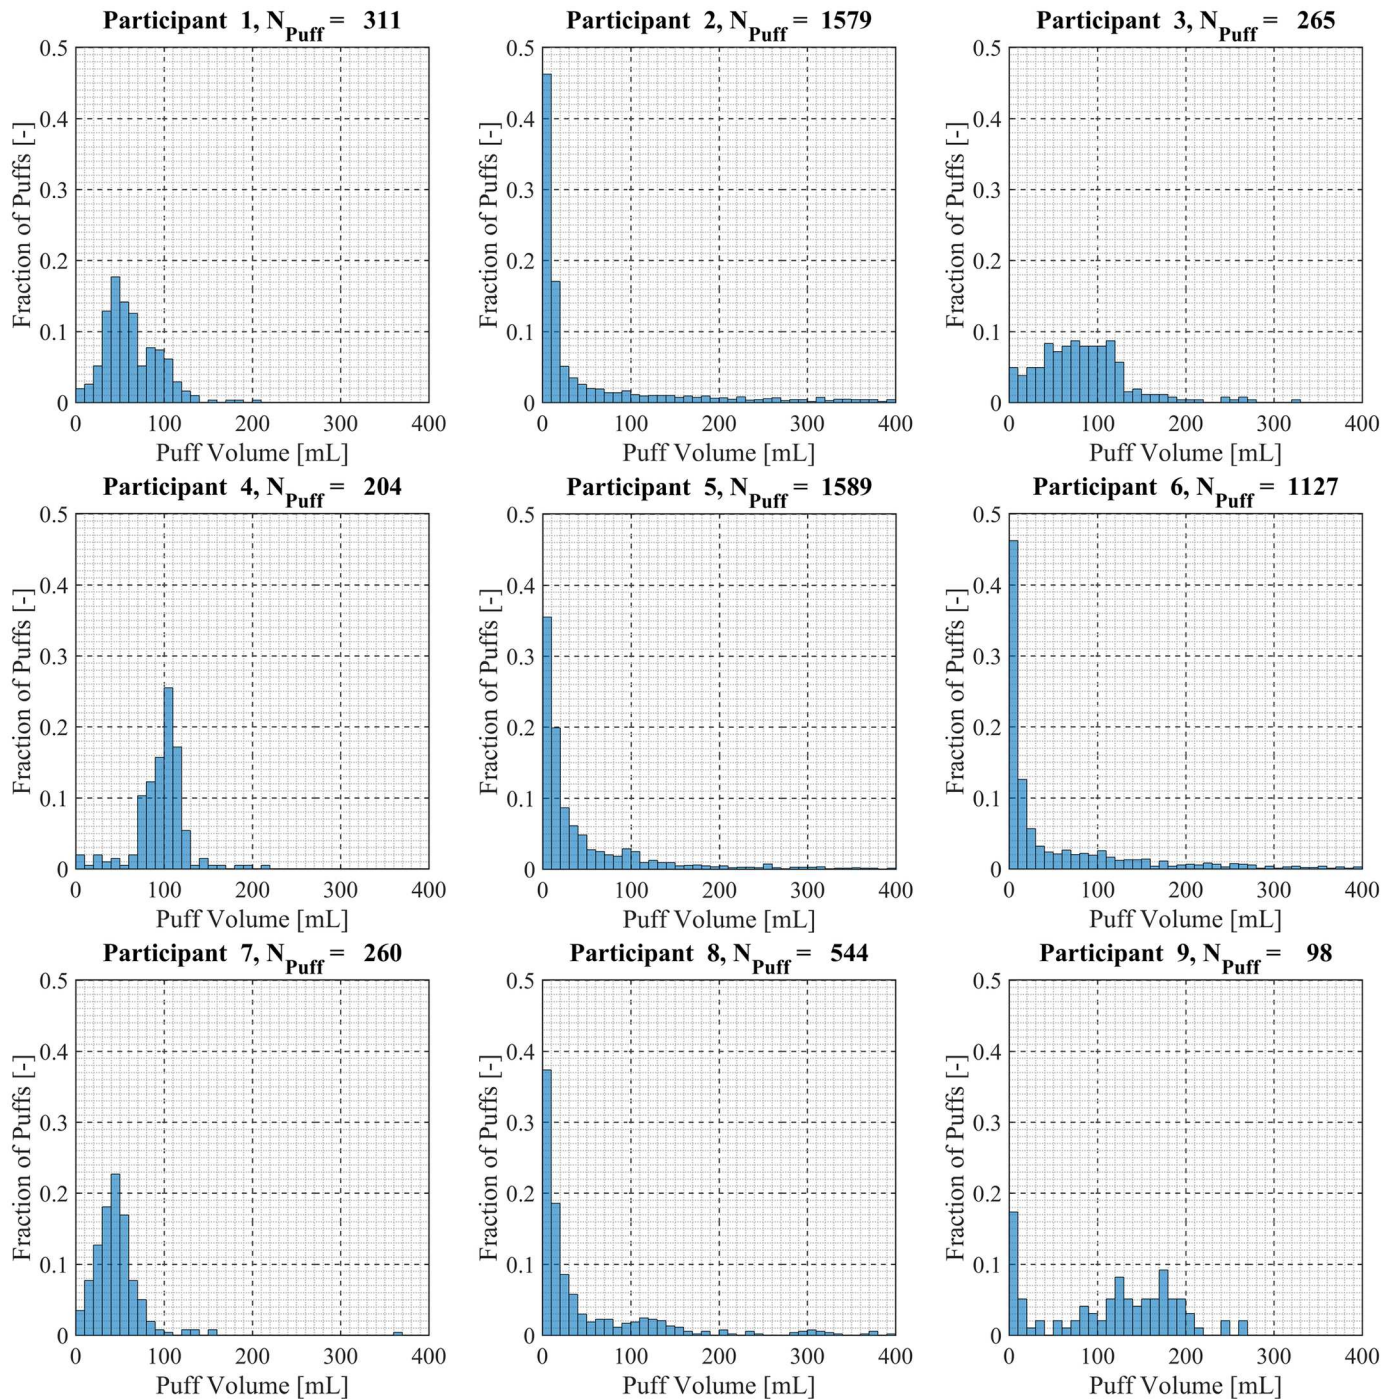 Participant 1, N_Puff = 311
0.5
0.4
0.3
0.2
0.1
0
Fraction of Puffs [-]
0 100 200 300 400
Puff Volume [mL]
Participant 2, N_Puff = 1579
0.5
0.4
0.3
0.2
0.1
0
Fraction of Puffs [-]
0 100 200 300 400
Puff Volume [mL]
Participant 3, N_Puff = 265
0.5
0.4
0.3
0.2
0.1
0
Fraction of Puffs [-]
0 100 200 300 400
Puff Volume [mL]
Participant 4, N_Puff = 204
0.5
0.4
0.3
0.2
0.1
0
Fraction of Puffs [-]
0 100 200 300 400
Puff Volume [mL]
Participant 5, N_Puff = 1589
0.5
0.4
0.3
0.2
0.1
0
Fraction of Puffs [-]
0 100 200 300 400
Puff Volume [mL]
Participant 6, N_Puff = 1127
0.5
0.4
0.3
0.2
0.1
0
Fraction of Puffs [-]
0 100 200 300 400
Puff Volume [mL]
Participant 7, N_Puff = 260
0.5
0.4
0.3
0.2
0.1
0
Fraction of Puffs [-]
0 100 200 300 400
Puff Volume [mL]
Participant 8, N_Puff = 544
0.5
0.4
0.3
0.2
0.1
0
Fraction of Puffs [-]
0 100 200 300 400
Puff Volume [mL]
Participant 9, N_Puff = 98
0.5
0.4
0.3
0.2
0.1
0
Fraction of Puffs [-]
0 100 200 300 400
Puff Volume [mL]